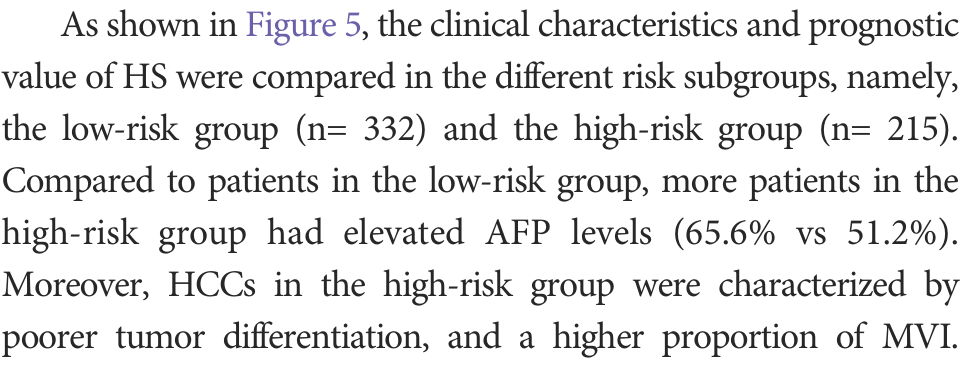 As shown in Figure 5, the clinical characteristics and prognostic
value of HS were compared in the different risk subgroups, namely,
the low-risk group (n= 332) and the high-risk group (n= 215).
Compared to patients in the low-risk group, more patients in the
high-risk group had elevated AFP levels (65.6% vs 51.2%).
Moreover, HCCs in the high-risk group were characterized by
poorer tumor differentiation, and a higher proportion of MVI.